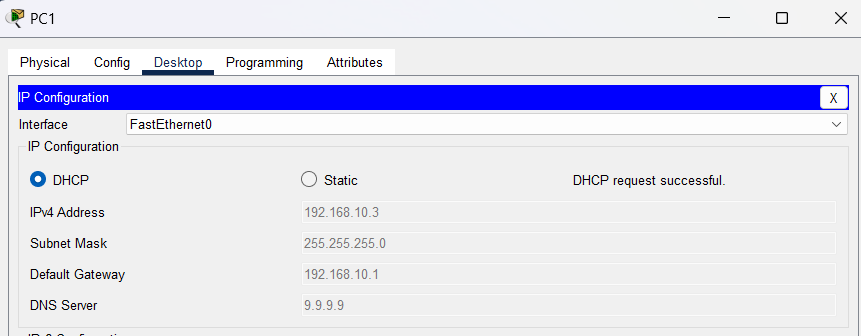 PC1
Physical Config Desktop Programming Attributes
IP Configuration X
Interface FastEthernet0
IP Configuration
DHCP Static DHCP request successful.
IPv4 Address 192.168.10.3
Subnet Mask 255.255.255.0
Default Gateway 192.168.10.1
DNS Server 9.9.9.9